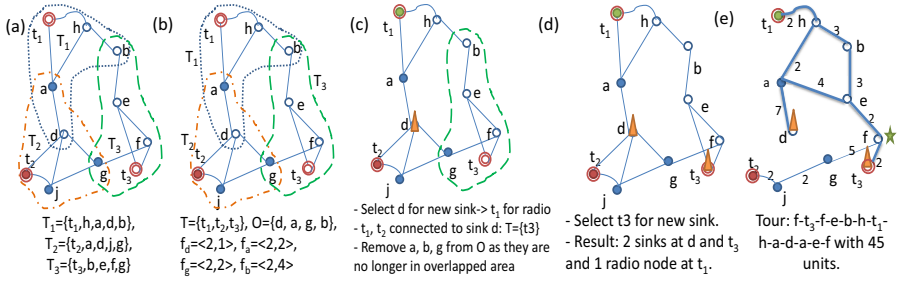 (a)
t1
h
T1
b
a
e
T2
d
T3
f
t2
g
t3
j
T1={t1,h,a,d,b},
T2={t2,a,d,j,g},
T3={t3,b,e,f,g}
(b)
t1
h
T1
b
a
T3
e
T2
d
f
t2
g
t3
j
T={t1,t2,t3}, O={d, a, g, b},
fd=<2,1>, fa=<2,2>,
fg=<2,2>, fb=<2,4>
(c)
t1
h
b
a
e
d
f
t2
g
t3
j
- Select d for new sink-> t1 for radio
- t1, t2 connected to sink d: T={t3}
- Remove a, b, g from O as they are
no longer in overlapped area
(d)
t1
h
b
a
e
d
f
t2
g
t3
j
- Select t3 for new sink.
- Result: 2 sinks at d and t3
and 1 radio node at t1.
(e)
t1
2
h
3
b
2
3
a
4
e
7
2
d
f
5
2
t2
g
t3
2
j
2
Tour: f-t3-f-e-b-h-t1-
h-a-d-a-e-f with 45
units.